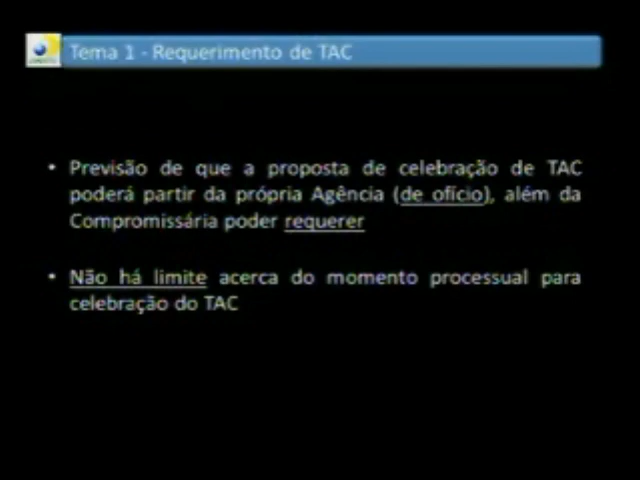 Tema 1 - Requerimento de TAC
• Previsão de que a proposta de celebração de TAC
poderá partir da própria Agência (de ofício), além da
Compromissária poder requerer
• Não há limite acerca do momento processual para
celebração do TAC